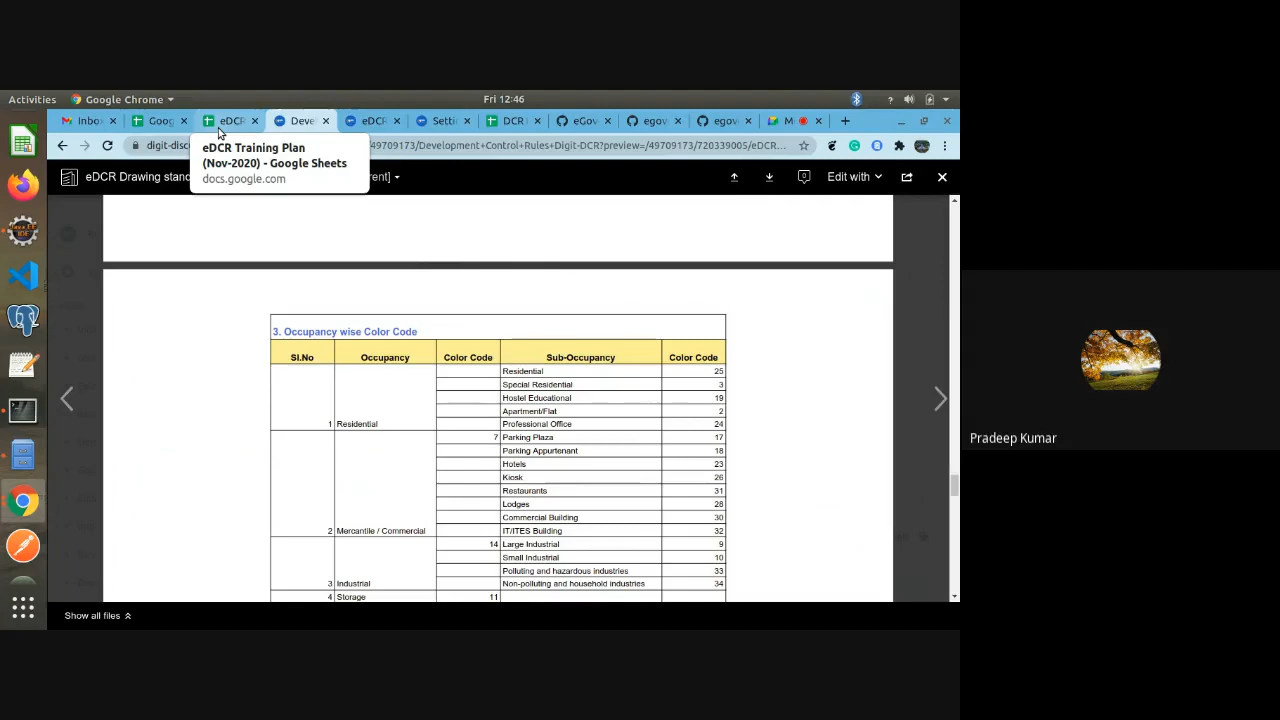 Activities Google Chrome Fri 12:46
Inbo Goog eDCR Deve eDCR Setti DCR eGov egov egov M
eDCR Training Plan
(Nov-2020) - Google Sheets
docs.google.com
digit-disc 49709173/Development+Control+Rules+Digit-DCR?preview=/49709173/720339005/eDCR...
eDCR Drawing stand rent] Edit with
3. Occupancy wise Color Code
Sl.No Occupancy Color Code Sub-Occupancy Color Code
Residential 25
Special Residential 3
Hostel Educational 19
Apartment/Flat 2
1 Residential Professional Office 24
7 Parking Plaza 17
Parking Appurtenant 18
Hotels 23
Kiosk 26
Restaurants 31
Lodges 28
Commercial Building 30
2 Mercantile / Commercial IT/ITES Building 32
14 Large Industrial 9
Small Industrial 10
Polluting and hazardous industries 33
3 Industrial Non-polluting and household industries 34
4 Storage 11
Show all files
Pradeep Kumar